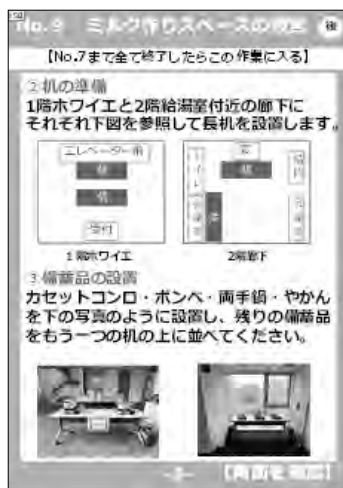 No.9 ミルク作りスペースの設置
【No.7まで全て終了したらこの作業に入る】
②机の準備
1階ホワイエと2階給湯室付近の廊下に
それぞれ下図を参照して長机を設置します。
エレベーター前
机
机
受付
1階ホワイエ
窓
机
机
2階廊下
③備蓄品の設置
カセットコンロ・ボンベ・両手鍋・やかん
を下の写真のように設置し、残りの備蓄品
をもう一つの机の上に並べてください。